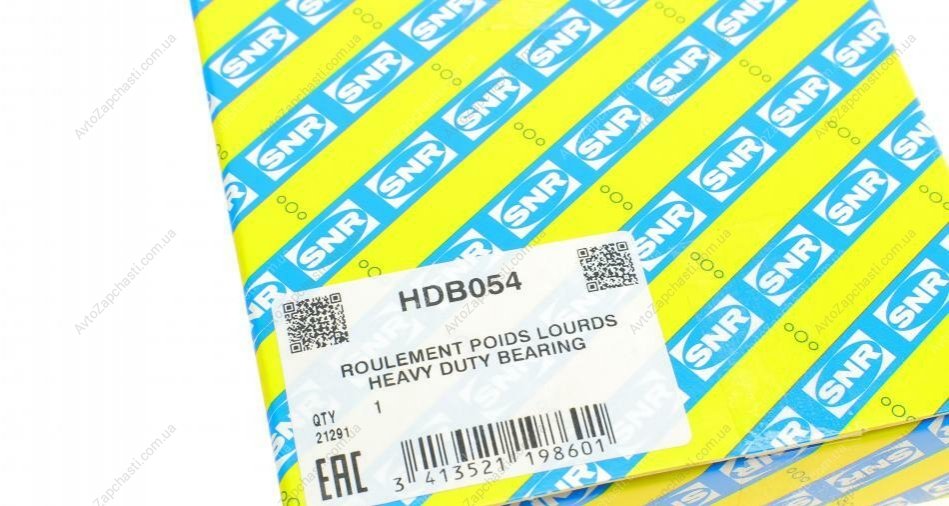 SNR
HDB054
ROULEMENT POIDS LOURDS
HEAVY DUTY BEARING
QTY 1
21291
EAC
3 413521 198601
AvtoZapchasti.com.ua